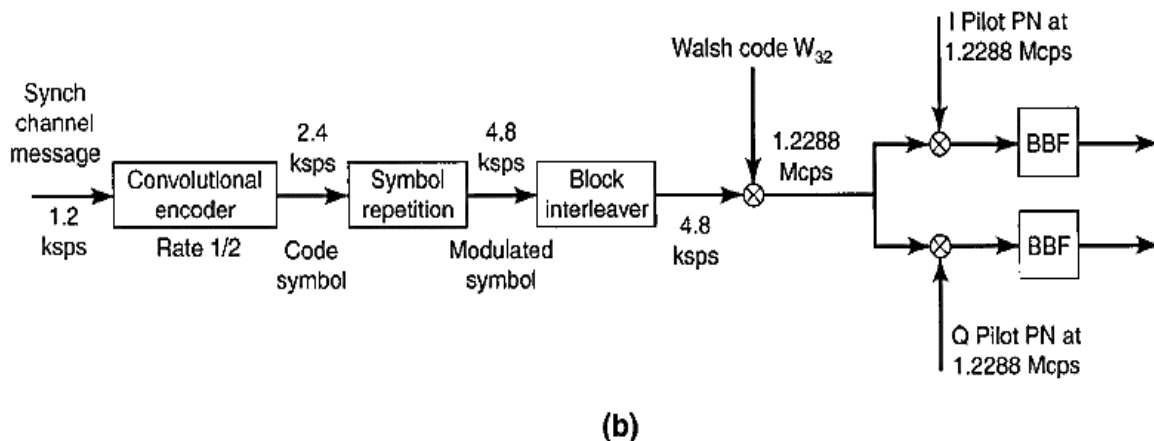 Synch
channel
message
1.2
ksps
Convolutional
encoder
Rate 1/2
2.4
ksps
Code
symbol
Symbol
repetition
4.8
ksps
Modulated
symbol
Block
interleaver
4.8
ksps
Walsh code W₃₂
1.2288
Mcps
I Pilot PN at
1.2288 Mcps
BBF
BBF
Q Pilot PN at
1.2288 Mcps
(b)